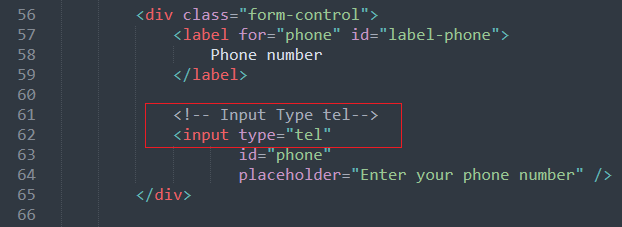 56 <div class="form-control">
57 <label for="phone" id="label-phone">
58 Phone number
59 </label>
60
61 <!-- Input Type tel-->
62 <input type="tel"
63 id="phone"
64 placeholder="Enter your phone number" />
65 </div>
66